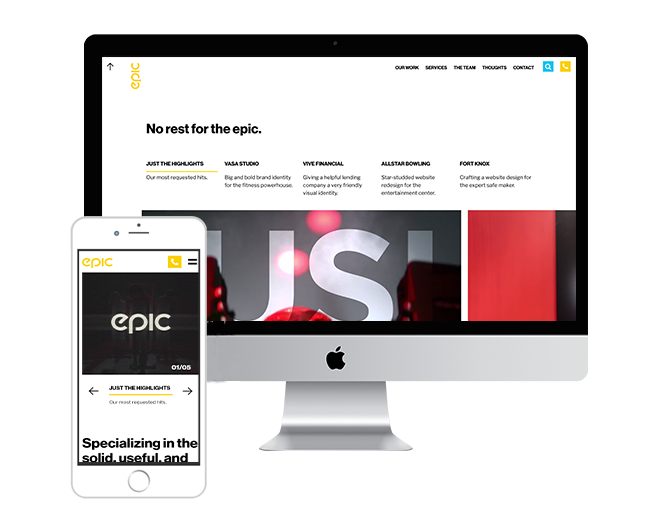 epic
OUR WORK SERVICES THE TEAM THOUGHTS CONTACT
No rest for the epic.
JUST THE HIGHLIGHTS
Our most requested hits.
VASA STUDIO
Big and bold brand identity
for the fitness powerhouse.
VIVE FINANCIAL
Giving a helpful lending
company a very friendly
visual identity.
ALLSTAR BOWLING
Star-studded website
redesign for the
entertainment center.
FORT KNOX
Crafting a website design for
the expert safe maker.
USI
epic
epic
01/05
JUST THE HIGHLIGHTS
Our most requested hits.
Specializing in the
solid, useful, and